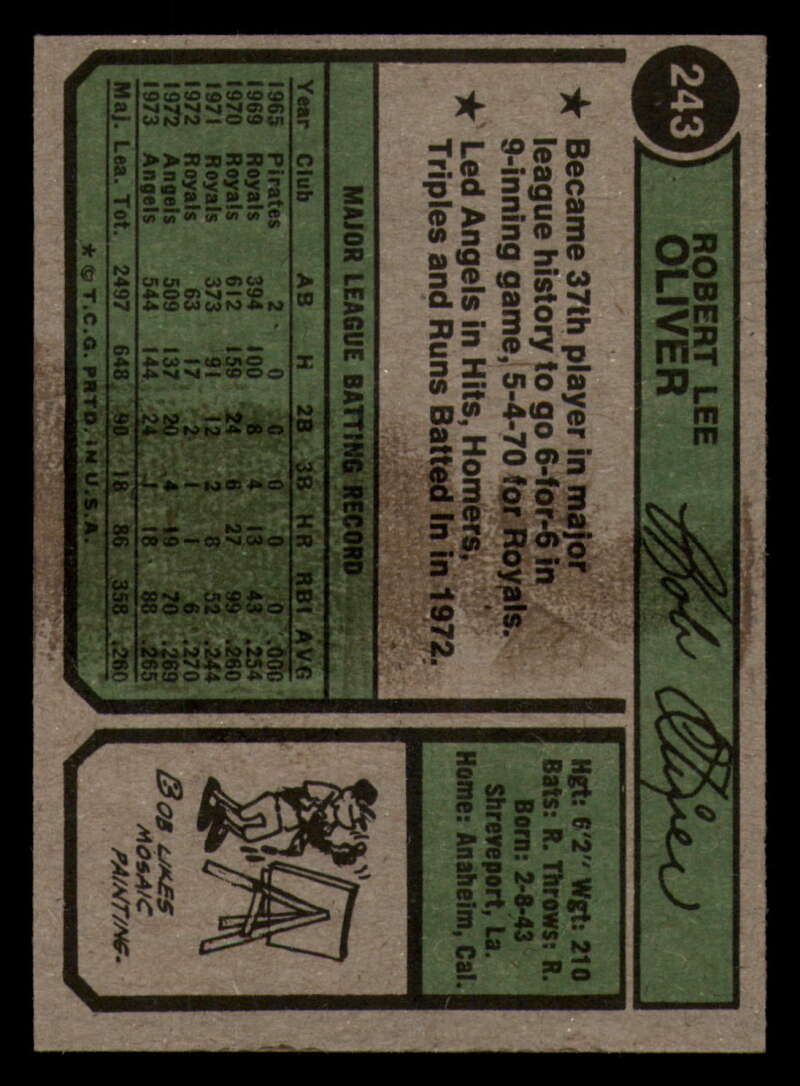 243
ROBERT LEE
OLIVER
Bob Oliver
★ Became 37th player in major
league history to go 6-for-6 in
9-inning game, 5-4-70 for Royals.
★ Led Angels in Hits, Homers,
Triples and Runs Batted In in 1972.
Hgt: 6'2" Wgt: 210
Bats: R. Throws: R.
Born: 2-8-43
Shreveport, La.
Home: Anaheim, Cal.
MAJOR LEAGUE BATTING RECORD
Year Club AB H 2B 3B HR RBI AVG
1965 Pirates 2 0 0 0 0 0 .000
1969 Royals 394 100 8 4 13 43 .254
1970 Royals 612 159 24 6 27 99 .260
1971 Royals 373 91 12 2 8 52 .244
1972 Royals 63 17 2 1 1 6 .270
1972 Angels 509 137 20 4 19 70 .269
1973 Angels 544 144 24 1 18 88 .265
Maj. Lea. Tot. 2497 648 90 18 86 358 .260
* © T.C.G. PRTD. IN U.S.A.
BOB LIKES
MOSAIC
PAINTING.